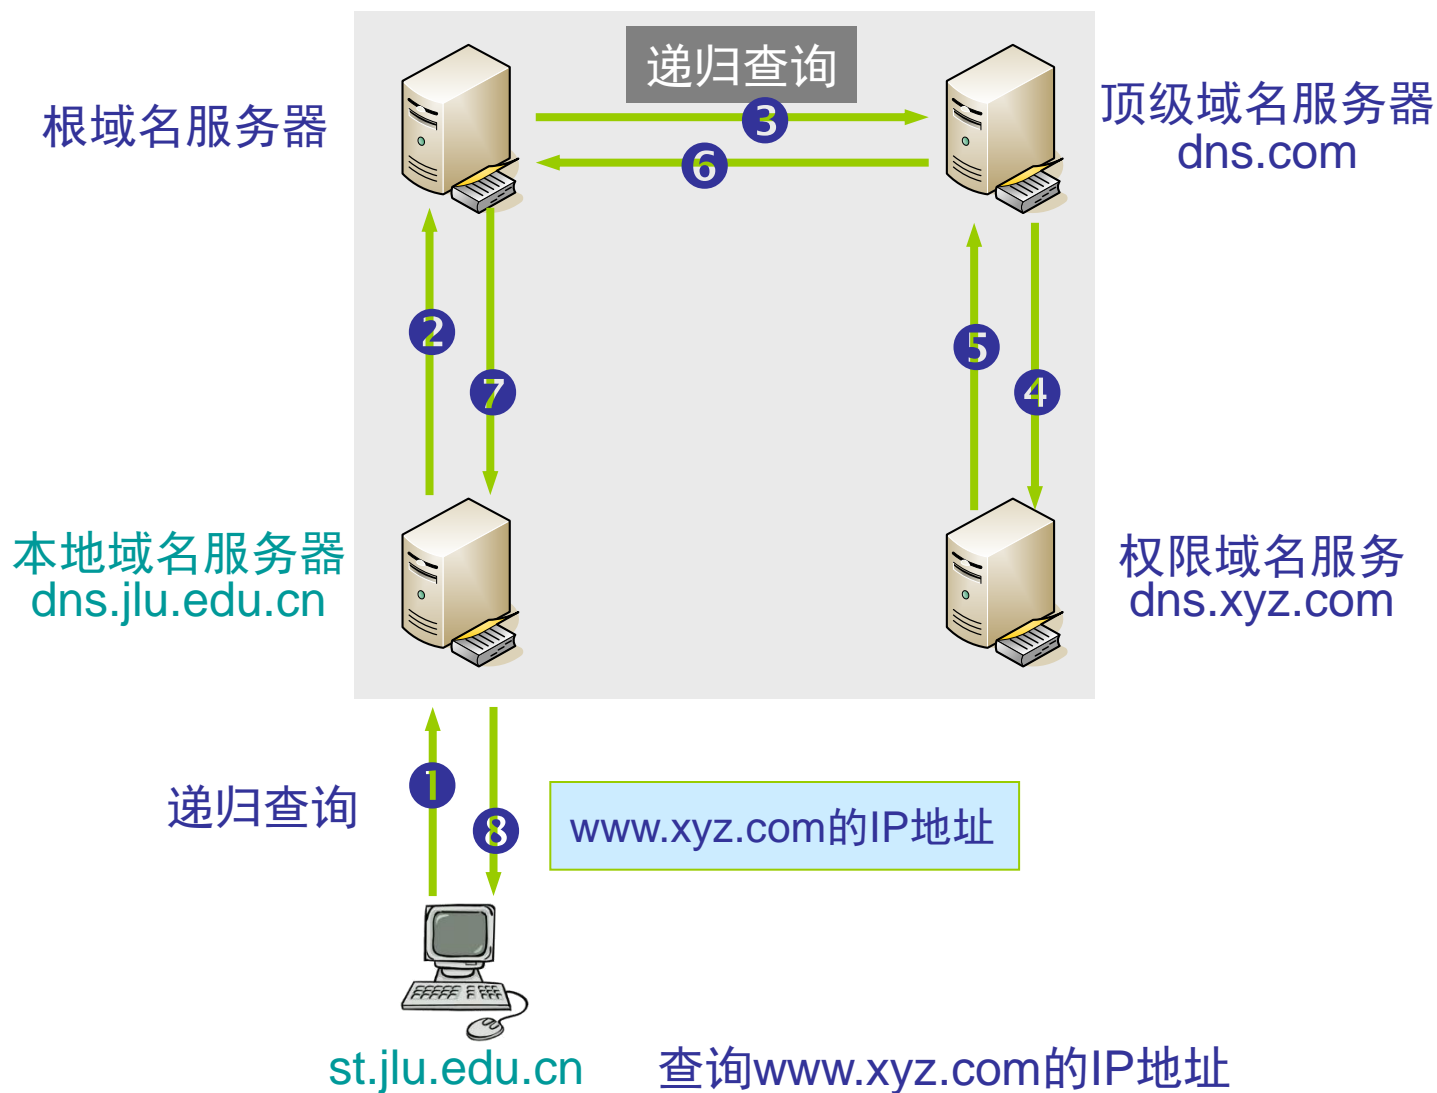 递归查询
根域名服务器
顶级域名服务器
dns.com
3
6
2
7
5
4
本地域名服务器
dns.jlu.edu.cn
权限域名服务
dns.xyz.com
1
递归查询
8
www.xyz.com的IP地址
st.jlu.edu.cn
查询www.xyz.com的IP地址